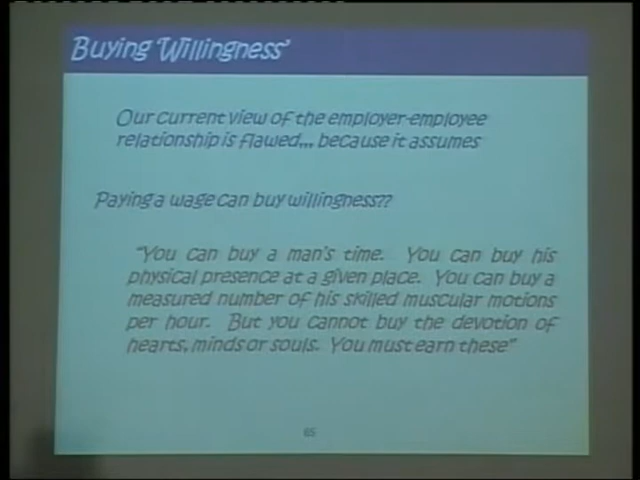 Buying 'Willingness'
Our current view of the employer-employee
relationship is flawed,,, because it assumes
Paying a wage can buy willingness??
"You can buy a man's time. You can buy his
physical presence at a given place. You can buy a
measured number of his skilled muscular motions
per hour. But you cannot buy the devotion of
hearts, minds or souls. You must earn these"
65